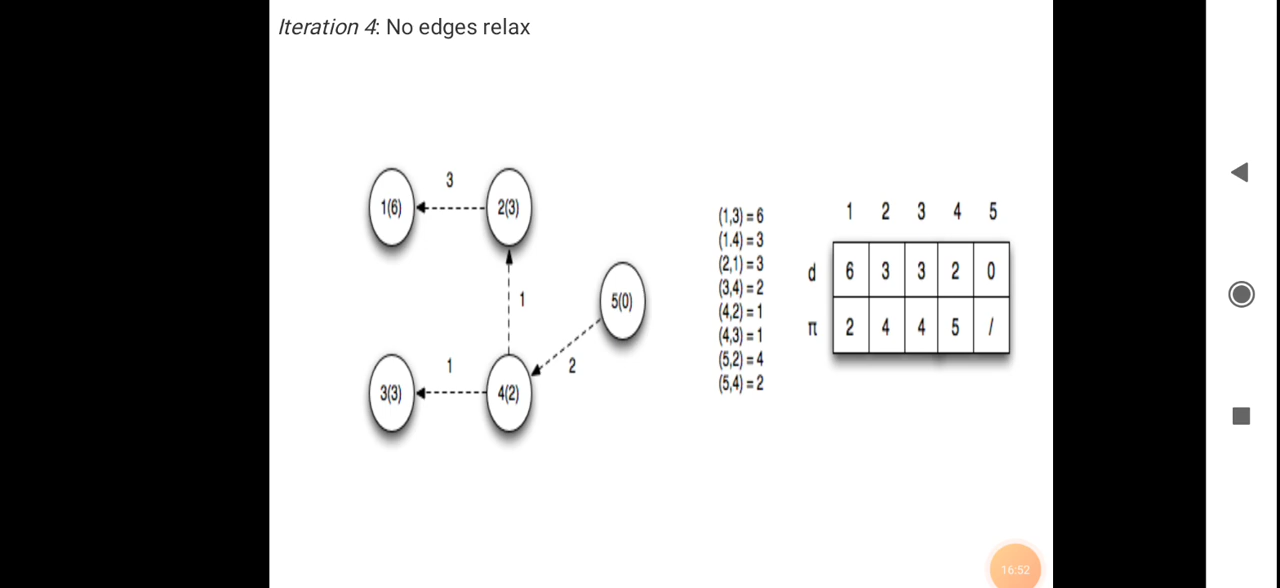 Iteration 4: No edges relax
3
1(6)
2(3)
1
5(0)
1
2
3(3)
4(2)
(1,3) = 6
(1.4) = 3
(2,1) = 3
(3,4) = 2
(4,2) = 1
(4,3) = 1
(5,2) = 4
(5,4) = 2
1 2 3 4 5
d 6 3 3 2 0
π 2 4 4 5 /
16:52